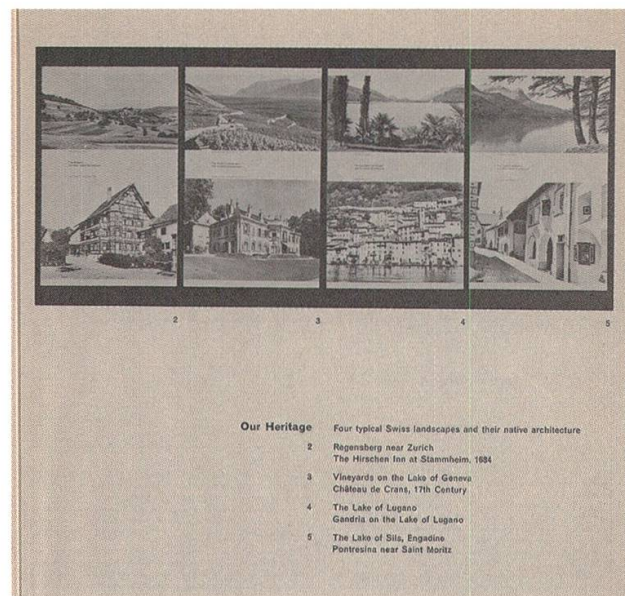 2
3
4
5
Our Heritage Four typical Swiss landscapes and their native architecture
2 Regensberg near Zurich
The Hirschen Inn at Stammheim, 1684
3 Vineyards on the Lake of Geneva
Château de Crans, 17th Century
4 The Lake of Lugano
Gandria on the Lake of Lugano
5 The Lake of Sils, Engadine
Pontresina near Saint Moritz